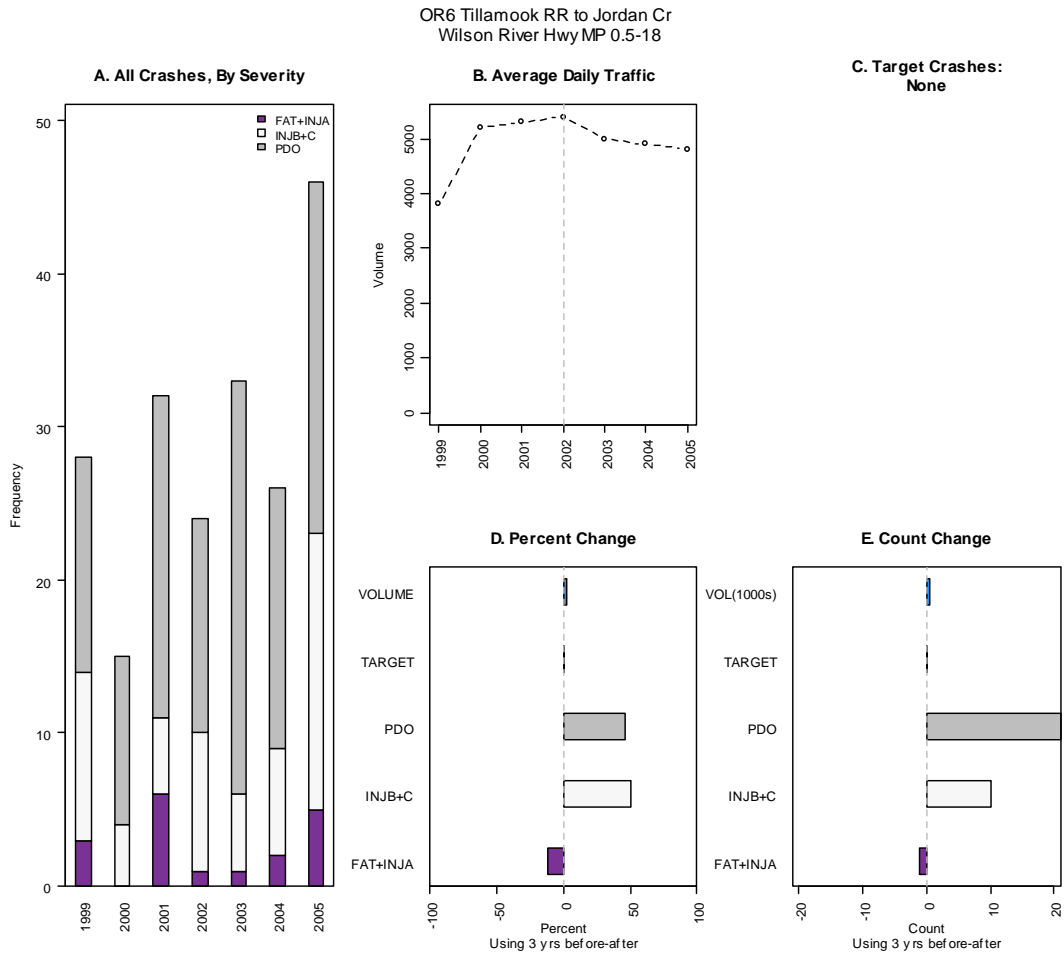 OR6 Tillamook RR to Jordan Cr
Wilson River Hwy MP 0.5-18
A. All Crashes, By Severity
FAT+INJA
INJB+C
PDO
50
40
30
20
10
0
Frequency
1999
2000
2001
2002
2003
2004
2005
B. Average Daily Traffic
5000
4000
3000
2000
1000
0
Volume
1999
2000
2001
2002
2003
2004
2005
C. Target Crashes:
None
D. Percent Change
VOLUME
TARGET
PDO
INJB+C
FAT+INJA
-100
-50
0
50
100
Percent
Using 3 yrs before-after
E. Count Change
VOL(1000s)
TARGET
PDO
INJB+C
FAT+INJA
-20
-10
0
10
20
Count
Using 3 yrs before-after